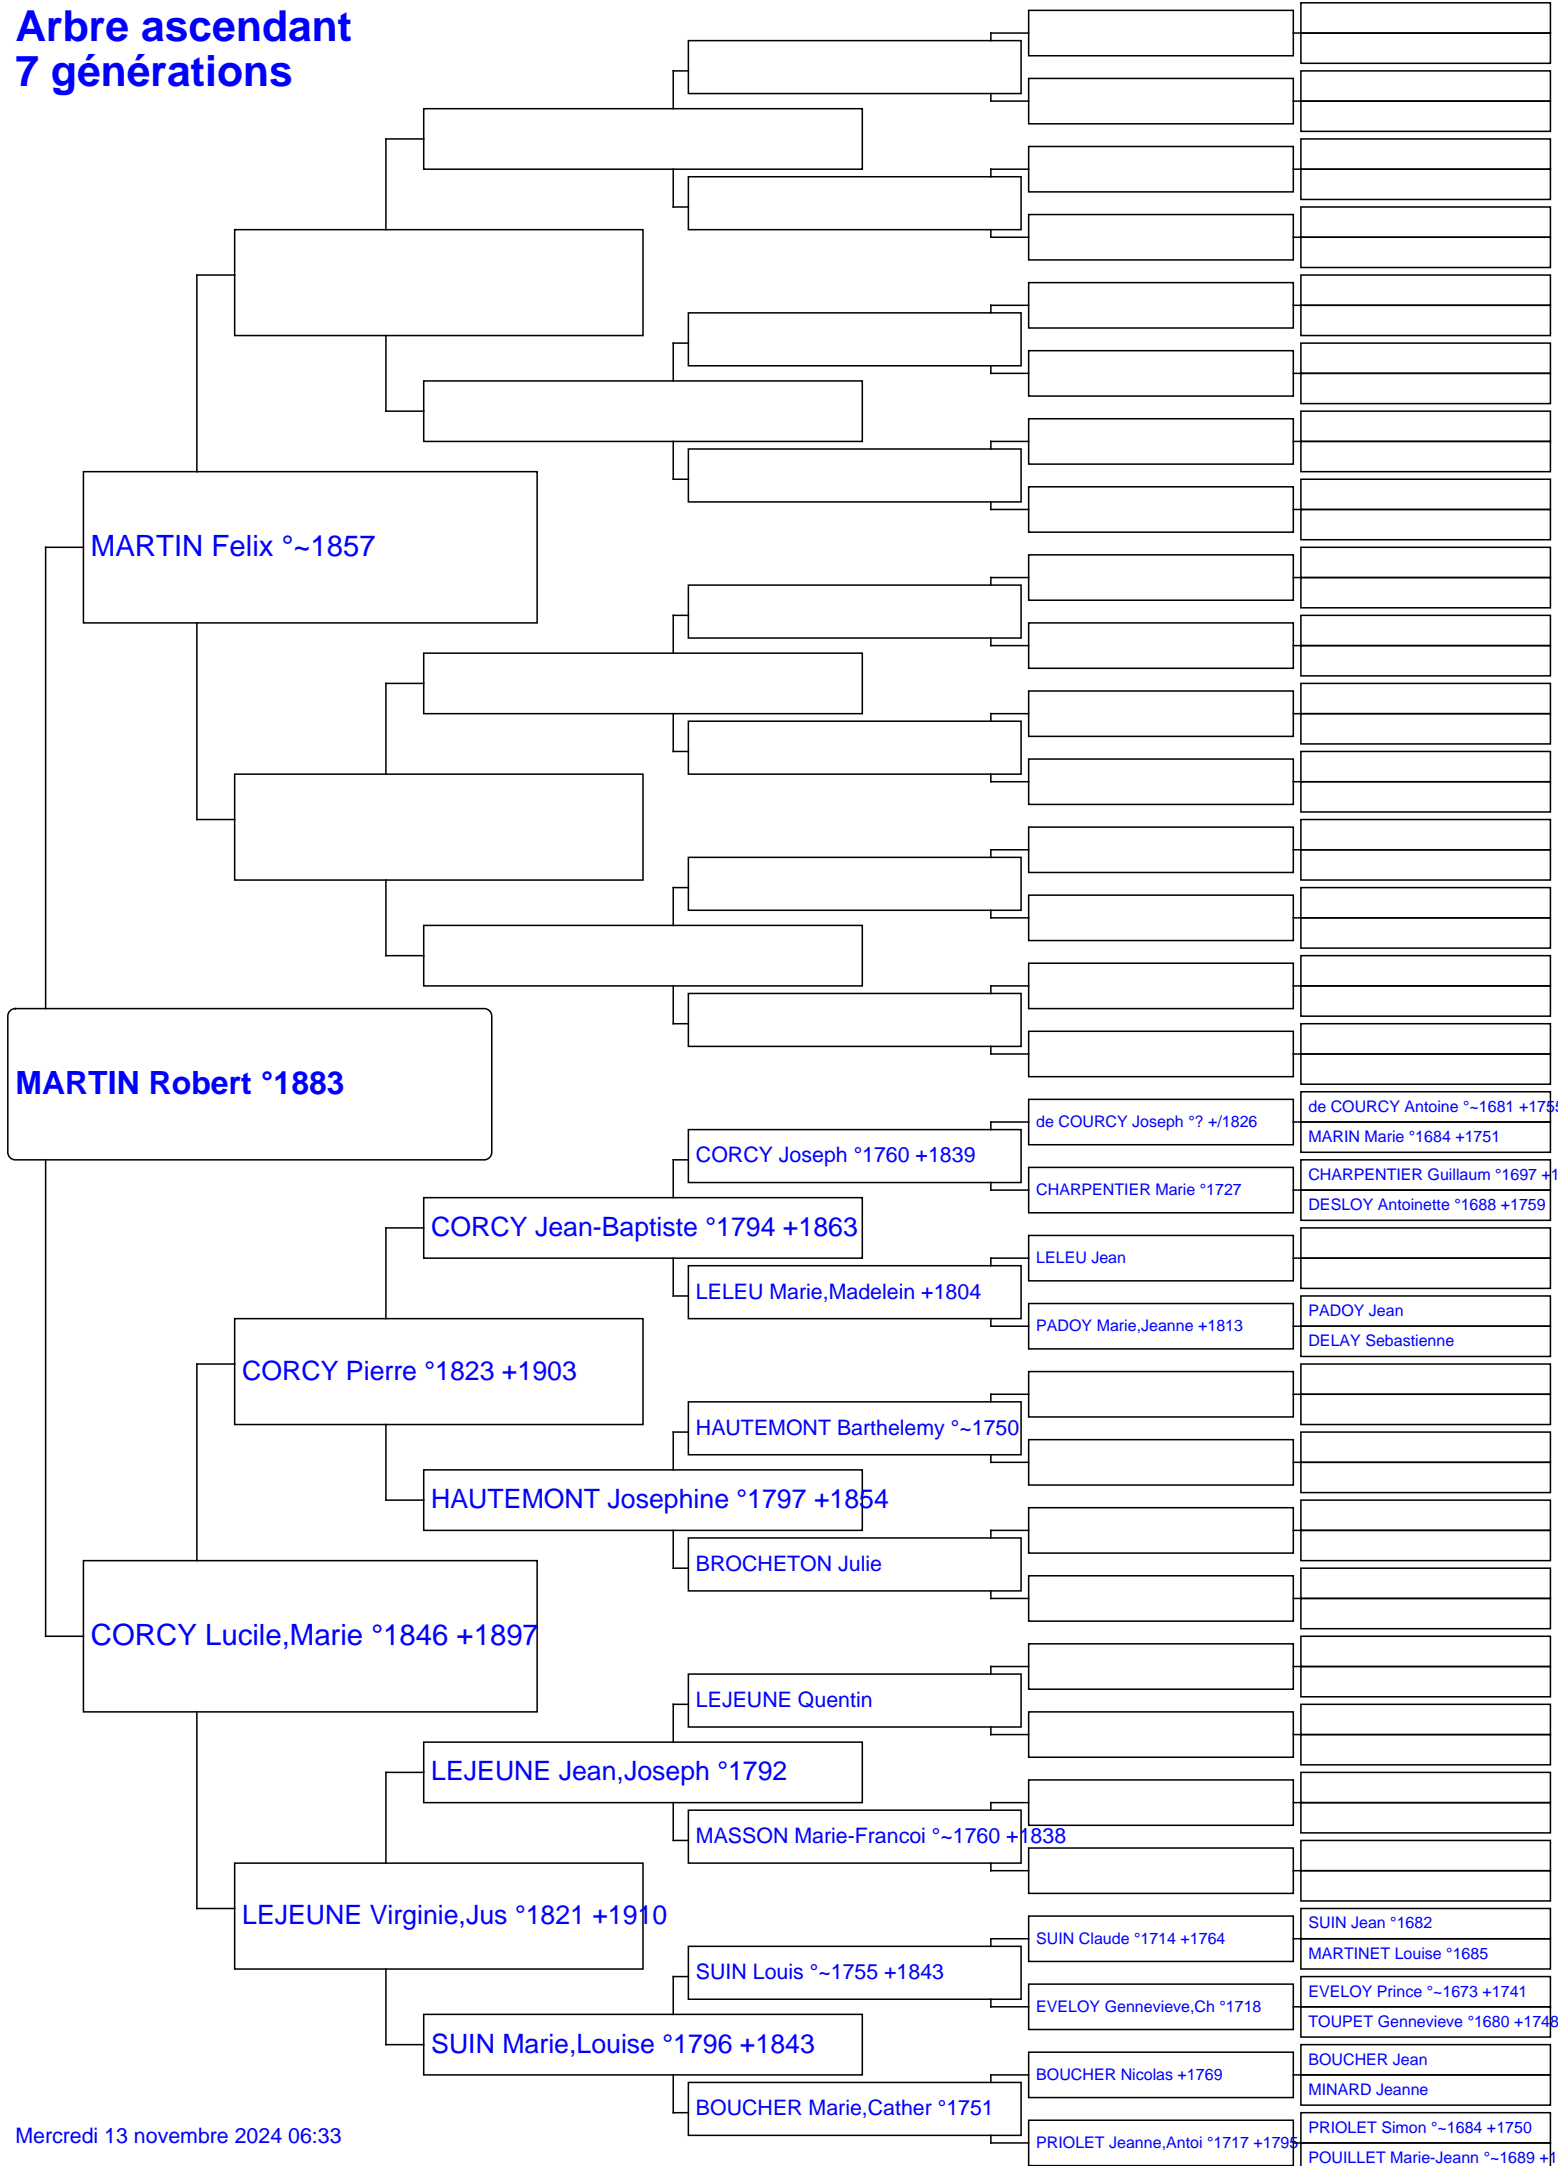 Arbre ascendant
7 générations
MARTIN Felix °~1857
MARTIN Robert °1883
de COURCY Antoine °~1681 +1755
de COURCY Joseph °? +/1826
MARIN Marie °1684 +1751
CORCY Joseph °1760 +1839
CHARPENTIER Guillaum °1697 +1
CHARPENTIER Marie °1727
DESLOY Antoinette °1688 +1759
CORCY Jean-Baptiste °1794 +1863
LELEU Jean
LELEU Marie,Madelein +1804
PADOY Jean
PADOY Marie,Jeanne +1813
DELAY Sebastienne
CORCY Pierre °1823 +1903
HAUTEMONT Barthelemy °~1750
HAUTEMONT Josephine °1797 +1854
BROCHETON Julie
CORCY Lucile,Marie °1846 +1897
LEJEUNE Quentin
LEJEUNE Jean,Joseph °1792
MASSON Marie-Francoi °~1760 +1838
LEJEUNE Virginie,Jus °1821 +1910
SUIN Jean °1682
SUIN Claude °1714 +1764
MARTINET Louise °1685
SUIN Louis °~1755 +1843
EVELOY Prince °~1673 +1741
EVELOY Gennevieve,Ch °1718
TOUPET Gennevieve °1680 +1748
SUIN Marie,Louise °1796 +1843
BOUCHER Jean
BOUCHER Nicolas +1769
MINARD Jeanne
BOUCHER Marie,Cather °1751
PRIOLET Simon °~1684 +1750
PRIOLET Jeanne,Antoi °1717 +1795
POUILLET Marie-Jeann °~1689 +1
Mercredi 13 novembre 2024 06:33